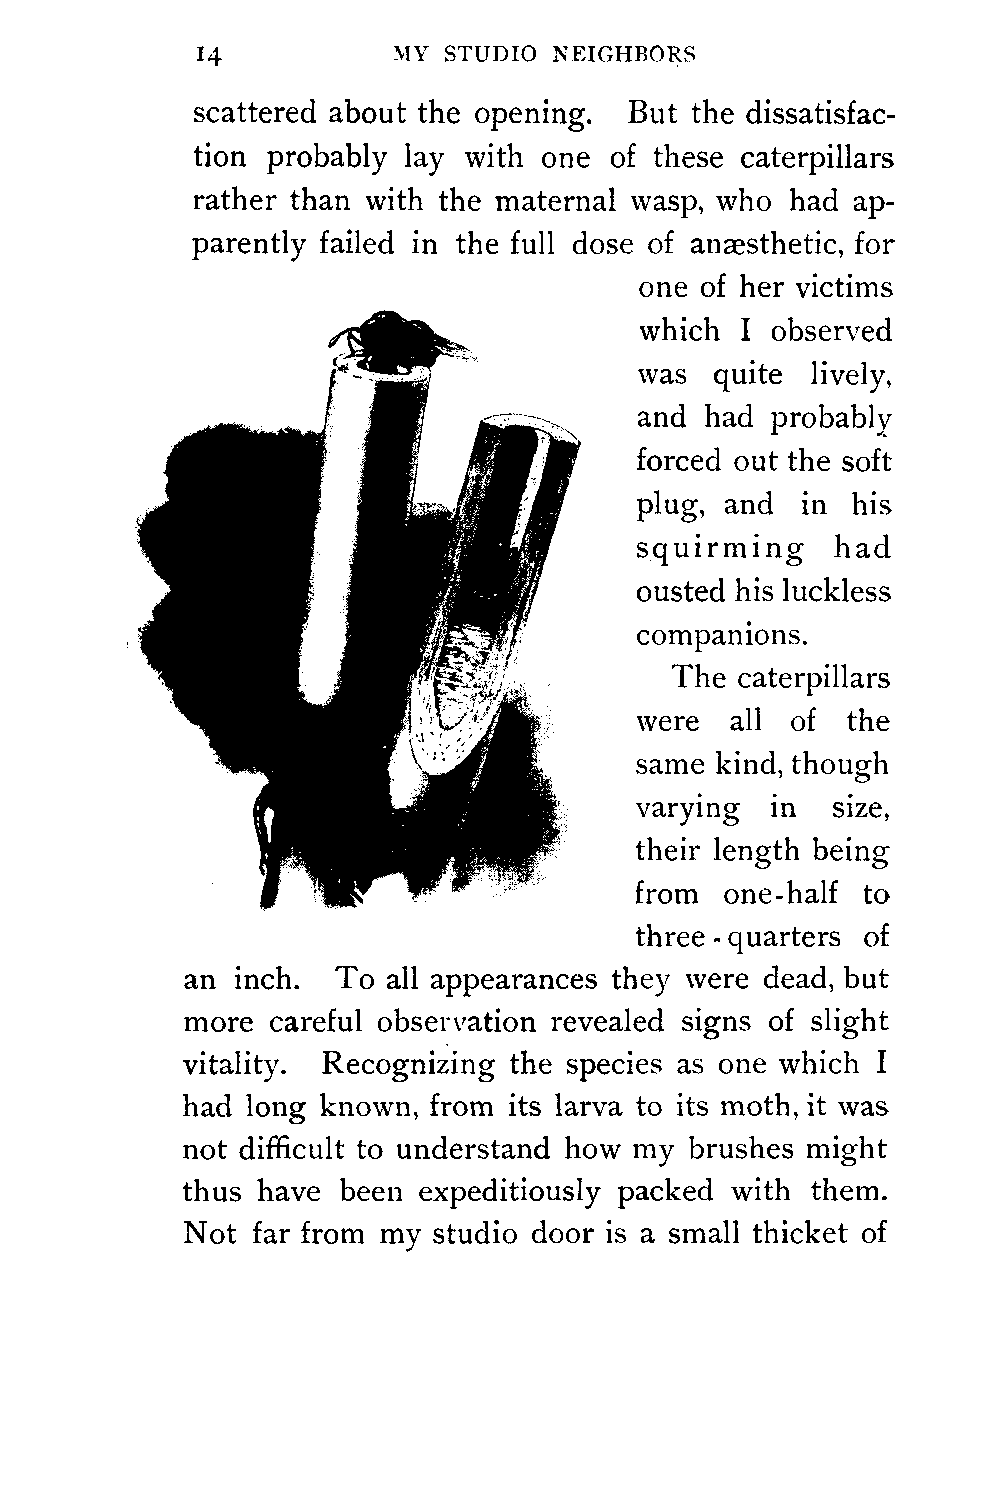 14 MY STUDIO NEIGHBORS
scattered about the opening. But the dissatisfac-
tion probably lay with one of these caterpillars
rather than with the maternal wasp, who had ap-
parently failed in the full dose of anæsthetic, for
one of her victims
which I observed
was quite lively,
and had probably
forced out the soft
plug, and in his
squirming had
ousted his luckless
companions.
The caterpillars
were all of the
same kind, though
varying in size,
their length being
from one-half to
three-quarters of
an inch. To all appearances they were dead, but
more careful observation revealed signs of slight
vitality. Recognizing the species as one which I
had long known, from its larva to its moth, it was
not difficult to understand how my brushes might
thus have been expeditiously packed with them.
Not far from my studio door is a small thicket of